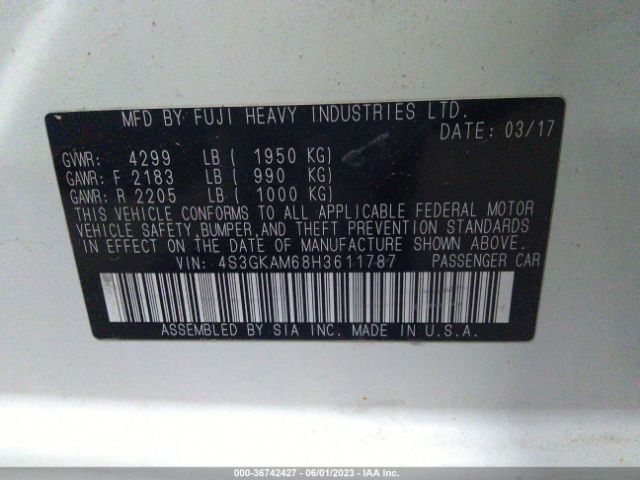 MFD BY FUJI HEAVY INDUSTRIES LTD.
DATE: 03/17
GVWR: 4299 LB ( 1950 KG)
GAWR: F 2183 LB ( 990 KG)
GAWR: R 2205 LB ( 1000 KG)
THIS VEHICLE CONFORMS TO ALL APPLICABLE FEDERAL MOTOR
VEHICLE SAFETY,BUMPER,AND THEFT PREVENTION STANDARDS
IN EFFECT ON THE DATE OF MANUFACTURE SHOWN ABOVE.
VIN: 4S3GKAM68H3611787 PASSENGER CAR
ASSEMBLED BY SIA INC. MADE IN U.S.A.
000-36742427 - 06/01/2023 - IAA Inc.